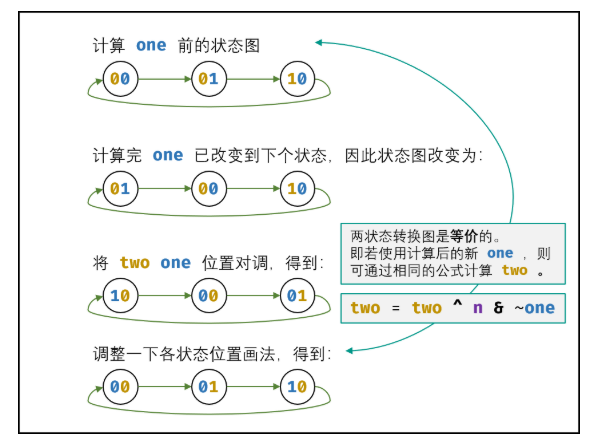 计算 one 前的状态图
00 01 10
计算完 one 已改变到下个状态，因此状态图改变为：
01 00 10
两状态转换图是等价的。
即若使用计算后的新 one ，则
可通过相同的公式计算 two 。
将 two one 位置对调，得到：
10 00 01
two = two ^ n & ~one
调整一下各状态位置画法，得到：
00 01 10